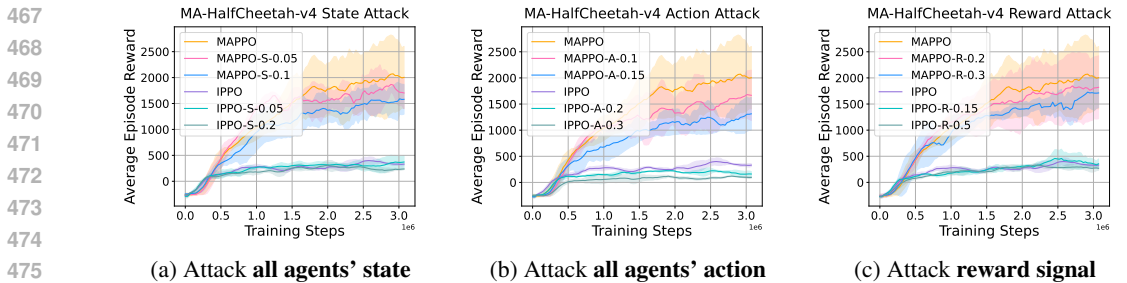 467
468
469
470
471
472
473
474
475
MA-HalfCheetah-v4 State Attack
Average Episode Reward
2500
2000
1500
1000
500
0
MAPPO
MAPPO-S-0.05
MAPPO-S-0.1
IPPO
IPPO-S-0.05
IPPO-S-0.2
0.0 0.5 1.0 1.5 2.0 2.5 3.0
1e6
Training Steps
(a) Attack all agents' state
MA-HalfCheetah-v4 Action Attack
Average Episode Reward
2500
2000
1500
1000
500
0
MAPPO
MAPPO-A-0.1
MAPPO-A-0.15
IPPO
IPPO-A-0.2
IPPO-A-0.3
0.0 0.5 1.0 1.5 2.0 2.5 3.0
1e6
Training Steps
(b) Attack all agents' action
MA-HalfCheetah-v4 Reward Attack
Average Episode Reward
2500
2000
1500
1000
500
0
MAPPO
MAPPO-R-0.2
MAPPO-R-0.3
IPPO
IPPO-R-0.15
IPPO-R-0.5
0.0 0.5 1.0 1.5 2.0 2.5 3.0
1e6
Training Steps
(c) Attack reward signal